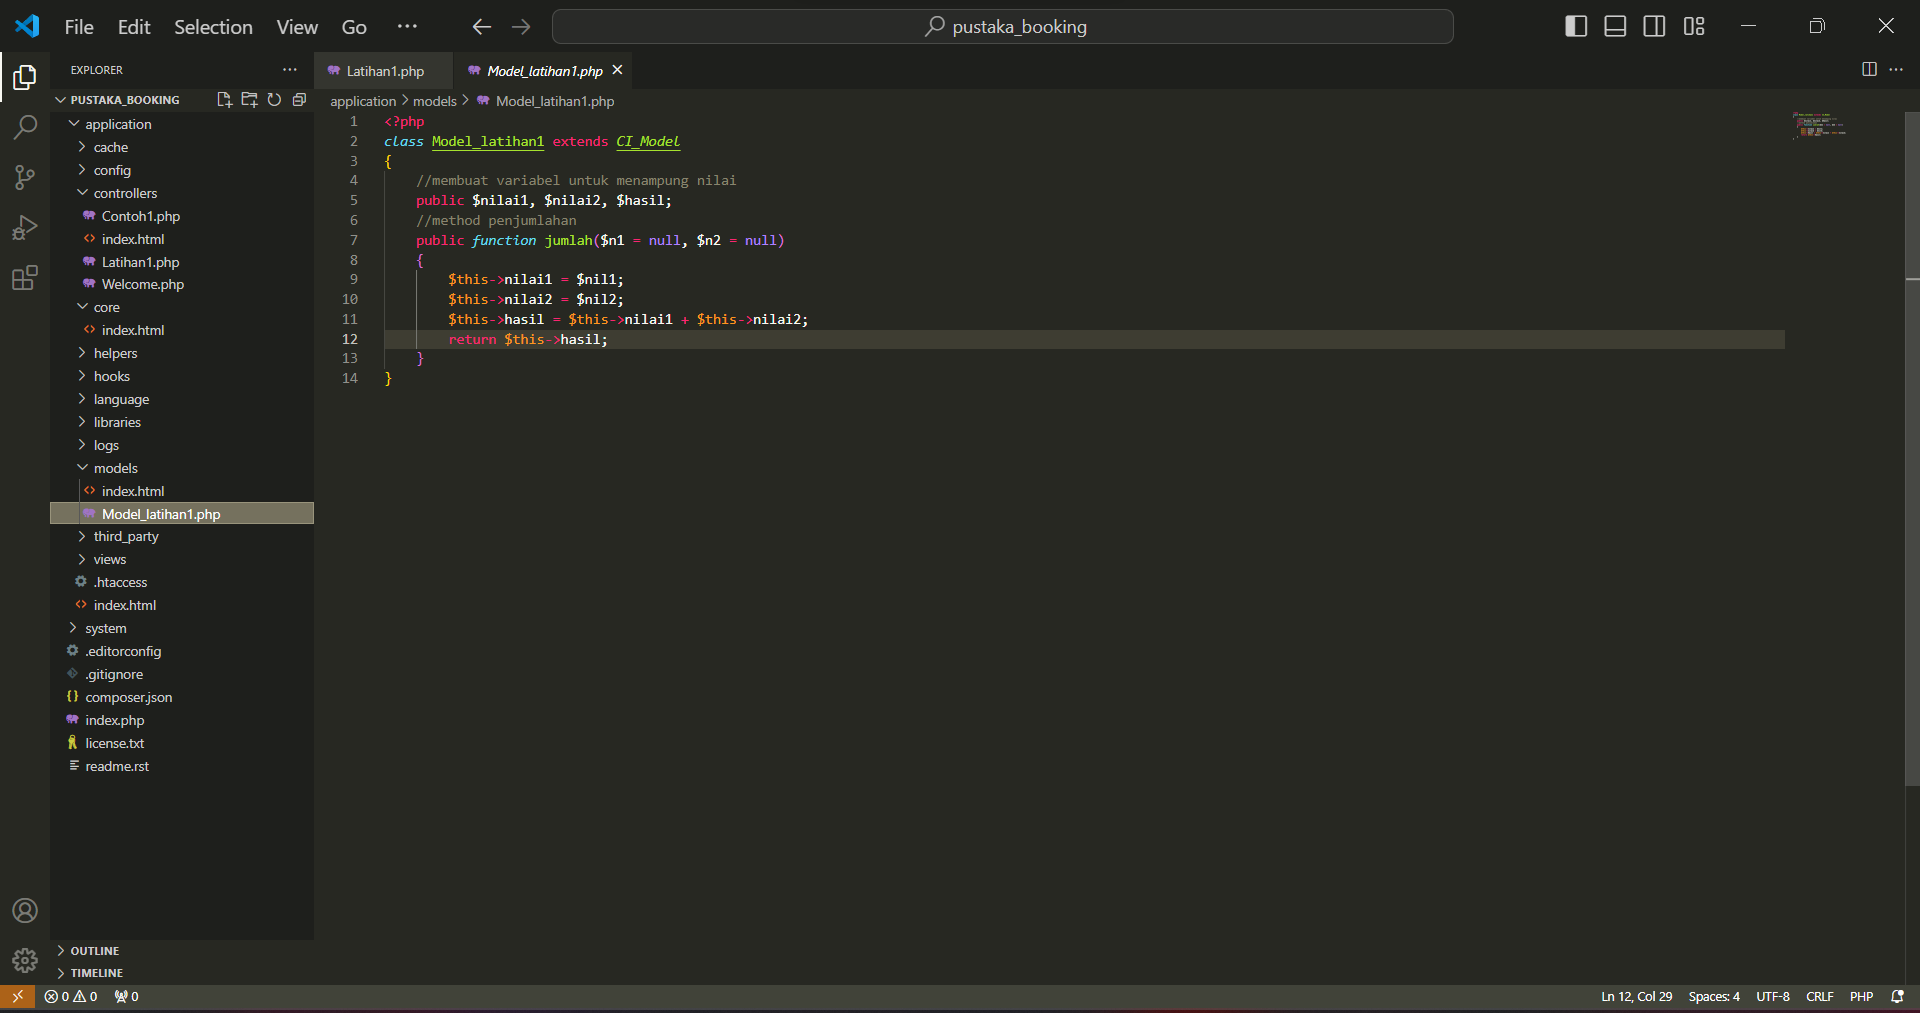 File Edit Selection View Go ··· pustaka_booking
EXPLORER ···
PUSTAKA_BOOKING
application
cache
config
controllers
Contoh1.php
index.html
Latihan1.php
Welcome.php
core
index.html
helpers
hooks
language
libraries
logs
models
index.html
Model_latihan1.php
third_party
views
.htaccess
index.html
system
.editorconfig
.gitignore
composer.json
index.php
license.txt
readme.rst
OUTLINE
TIMELINE
Latihan1.php Model_latihan1.php
application > models > Model_latihan1.php
1 <?php
2 class Model_latihan1 extends CI_Model
3 {
4 //membuat variabel untuk menampung nilai
5 public $nilai1, $nilai2, $hasil;
6 //method penjumlahan
7 public function jumlah($n1 = null, $n2 = null)
8 {
9 $this->nilai1 = $nil1;
10 $this->nilai2 = $nil2;
11 $this->hasil = $this->nilai1 + $this->nilai2;
12 return $this->hasil;
13 }
14 }
0 0 0 Ln 12, Col 29 Spaces: 4 UTF-8 CRLF PHP